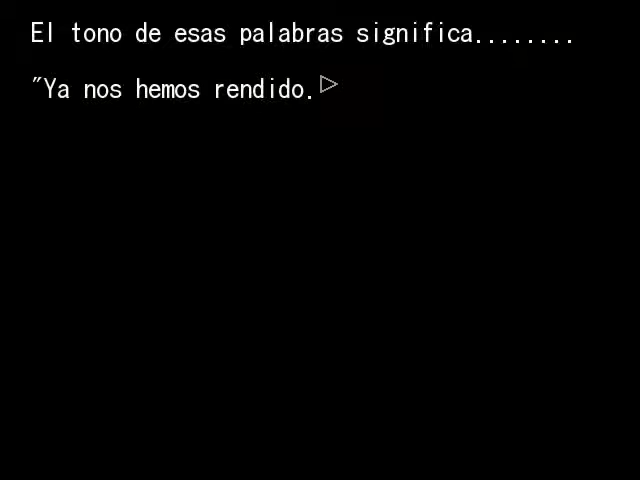 El tono de esas palabras significa........
"Ya nos hemos rendido.